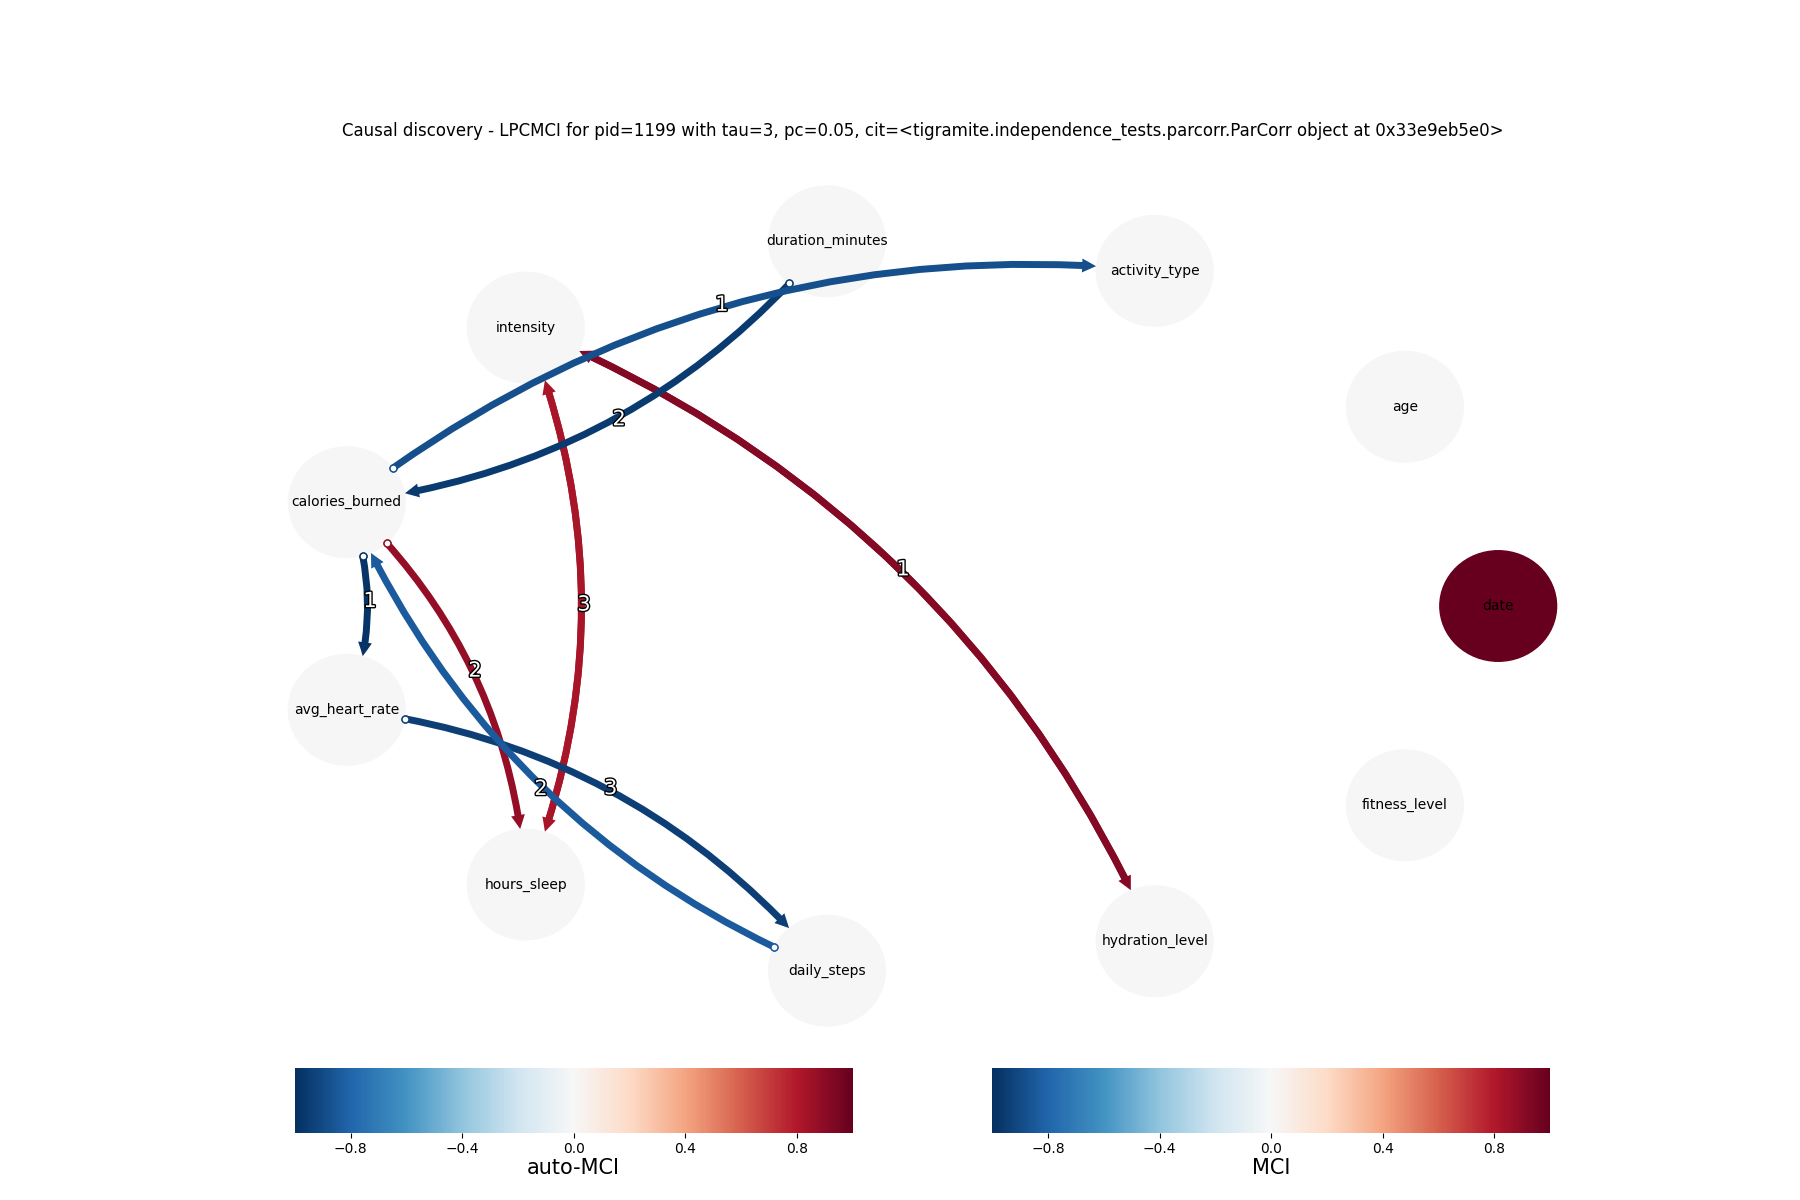 Causal discovery - LPCMCI for pid=1199 with tau=3, pc=0.05, cit=<tigramite.independence_tests.parcorr.ParCorr object at 0x33e9eb5e0>
duration_minutes
activity_type
1
intensity
age
2
calories_burned
1
1
3
date
2
avg_heart_rate
2
3
fitness_level
hours_sleep
hydration_level
daily_steps
−0.8 −0.4 0.0 0.4 0.8
auto-MCI
−0.8 −0.4 0.0 0.4 0.8
MCI